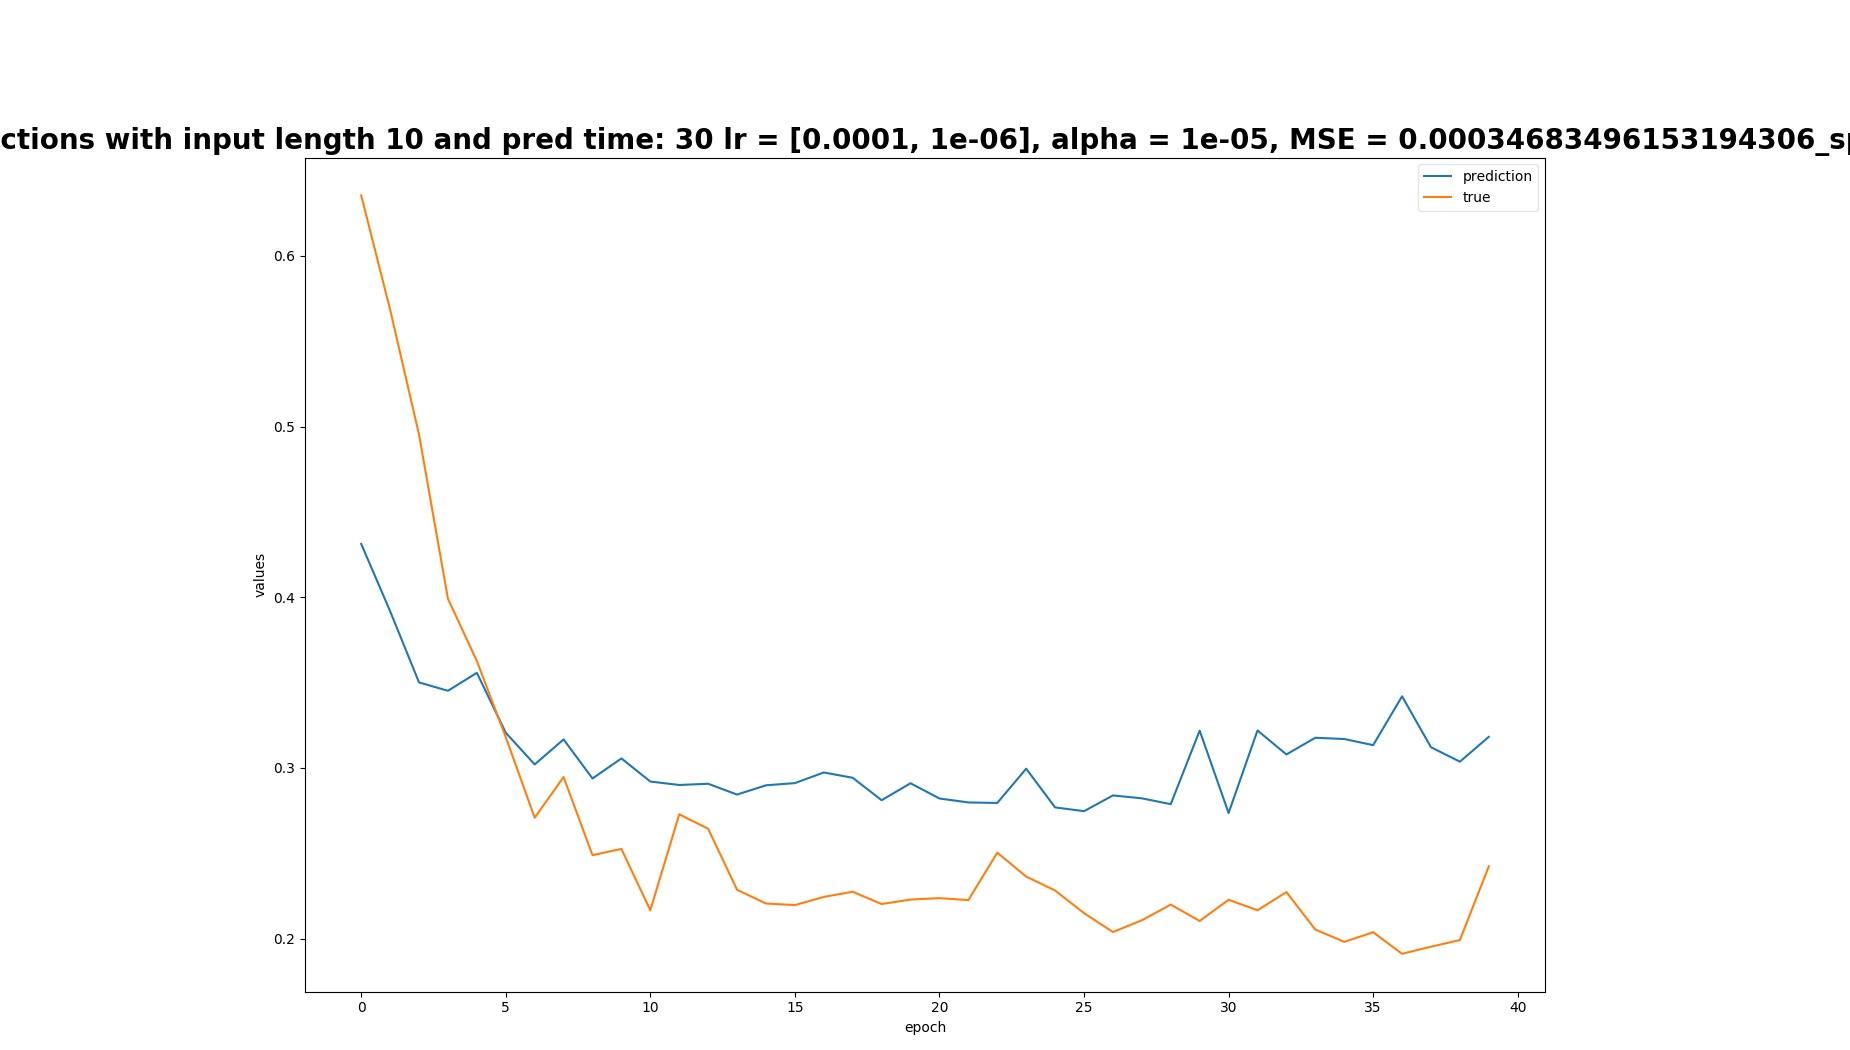 ctions with input length 10 and pred time: 30 lr = [0.0001, 1e-06], alpha = 1e-05, MSE = 0.00034683496153194306_sp
prediction
true
0.6
0.5
0.4
0.3
0.2
values
0 5 10 15 20 25 30 35 40
epoch